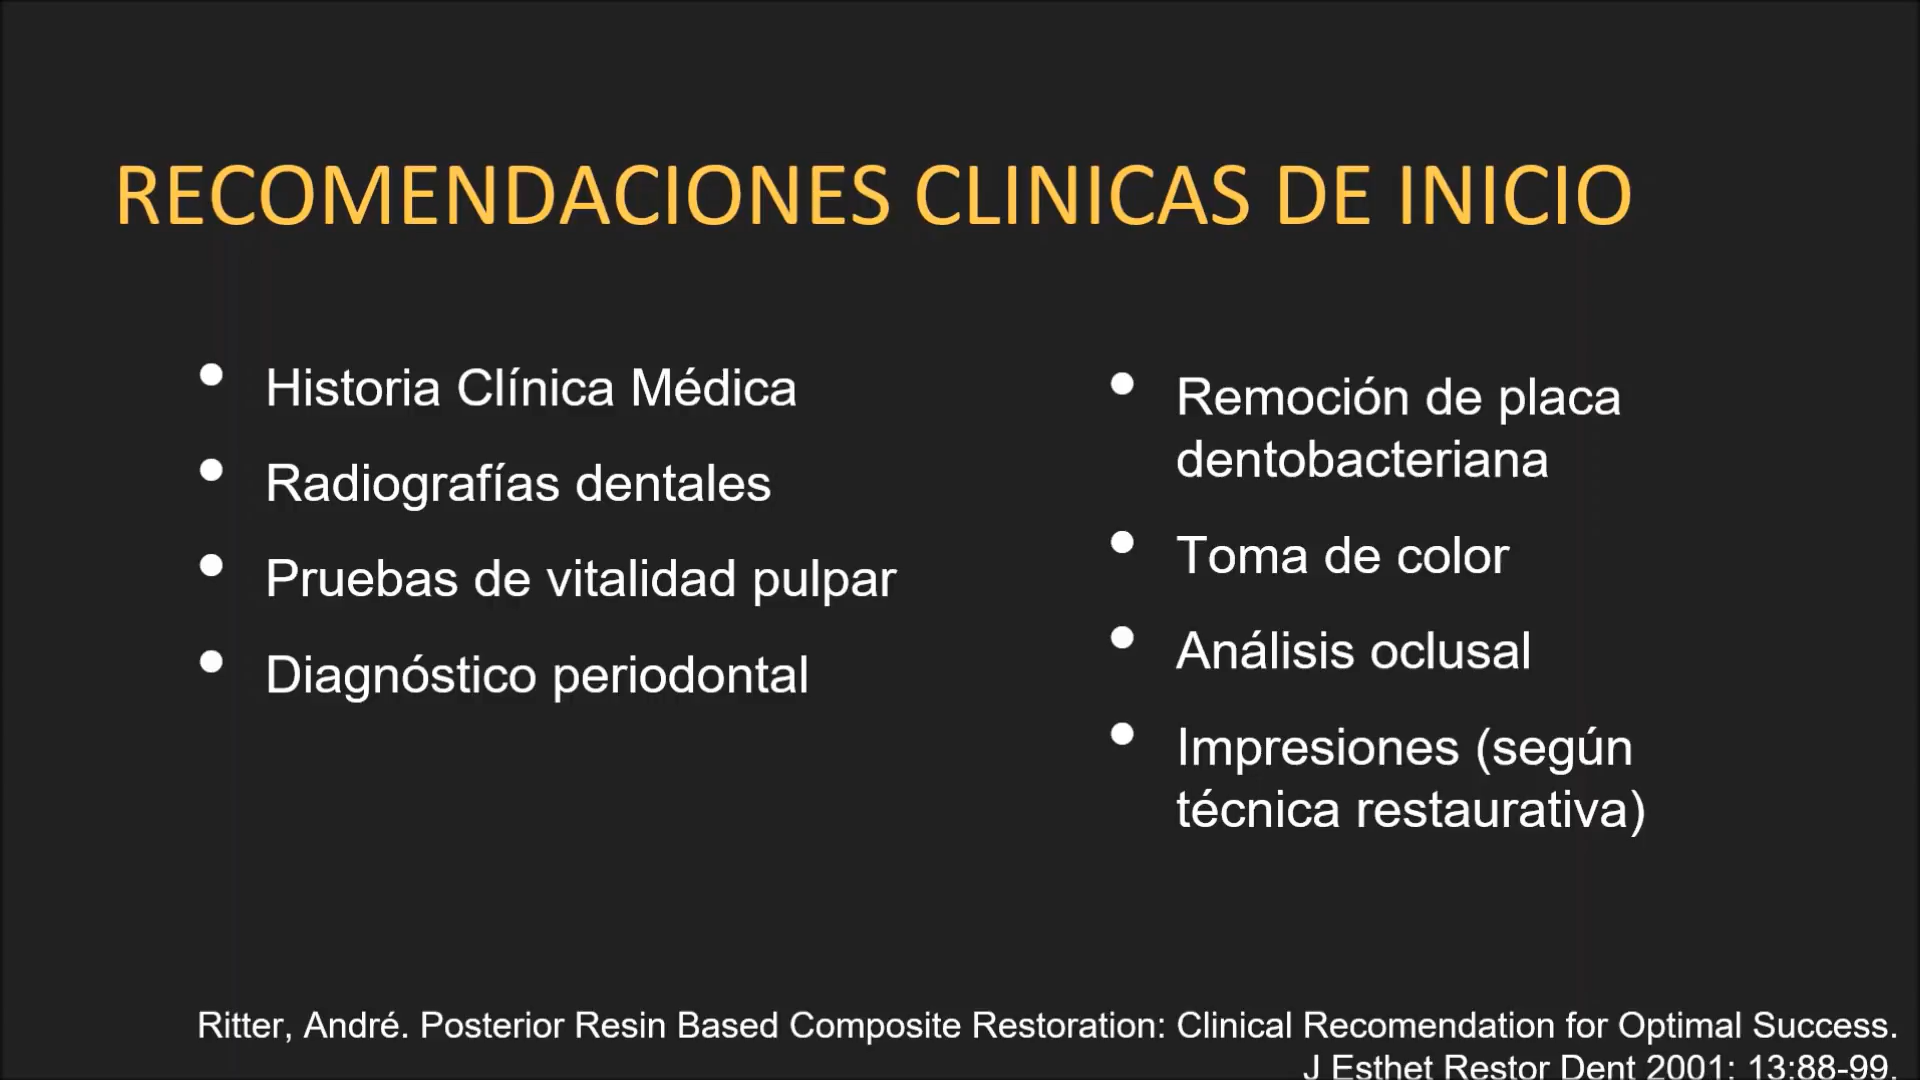 RECOMENDACIONES CLINICAS DE INICIO
Historia Clínica Médica
Radiografías dentales
Pruebas de vitalidad pulpar
Diagnóstico periodontal
Remoción de placa
dentobacteriana
Toma de color
Análisis oclusal
Impresiones (según
técnica restaurativa)
Ritter, André. Posterior Resin Based Composite Restoration: Clinical Recomendation for Optimal Success.
J Esthet Restor Dent 2001; 13:88-99.